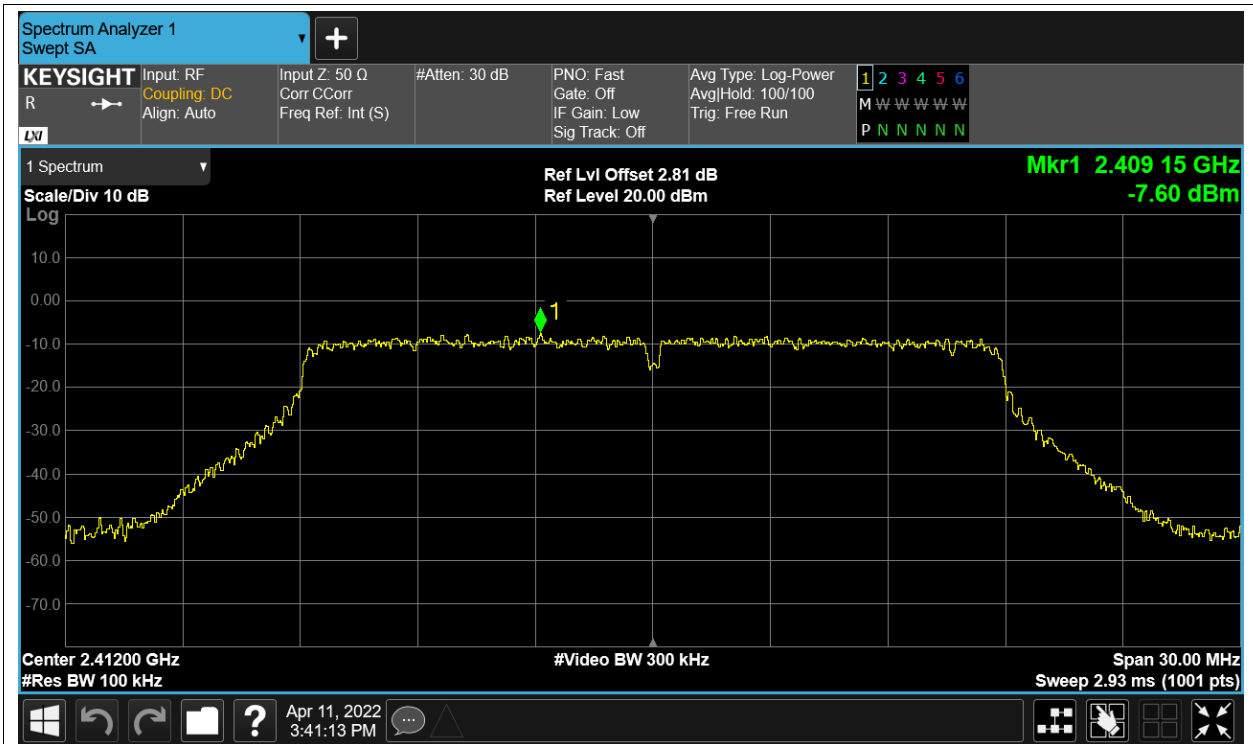 Spectrum Analyzer 1
Swept SA
KEYSIGHT
R
LXI
Input: RF
Coupling: DC
Align: Auto
Input Z: 50 Ω
Corr CCorr
Freq Ref: Int (S)
#Atten: 30 dB
PNO: Fast
Gate: Off
IF Gain: Low
Sig Track: Off
Avg Type: Log-Power
Avg|Hold: 100/100
Trig: Free Run
1 2 3 4 5 6
M W W W W W
P N N N N N
1 Spectrum
Scale/Div 10 dB
Log
Ref Lvl Offset 2.81 dB
Ref Level 20.00 dBm
Mkr1 2.409 15 GHz
-7.60 dBm
10.0
0.00
1
-10.0
-20.0
-30.0
-40.0
-50.0
-60.0
-70.0
Center 2.41200 GHz
#Video BW 300 kHz
Span 30.00 MHz
#Res BW 100 kHz
Sweep 2.93 ms (1001 pts)
?
Apr 11, 2022
3:41:13 PM